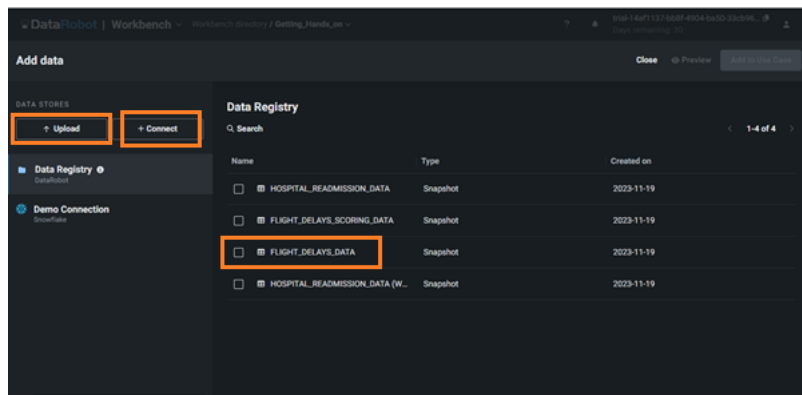 DataRobot | Workbench
Workbench directory / Getting_Hands_on
?
Days remaining: 30
Add data
Close
Preview
Add to Use Case
DATA STORES
↑ Upload
+ Connect
Data Registry
DataRobot
Demo Connection
Snowflake
Data Registry
Search
< 1-4 of 4 >
Name Type Created on
HOSPITAL_READMISSION_DATA Snapshot 2023-11-19
FLIGHT_DELAYS_SCORING_DATA Snapshot 2023-11-19
FLIGHT_DELAYS_DATA Snapshot 2023-11-19
HOSPITAL_READMISSION_DATA (W... Snapshot 2023-11-19